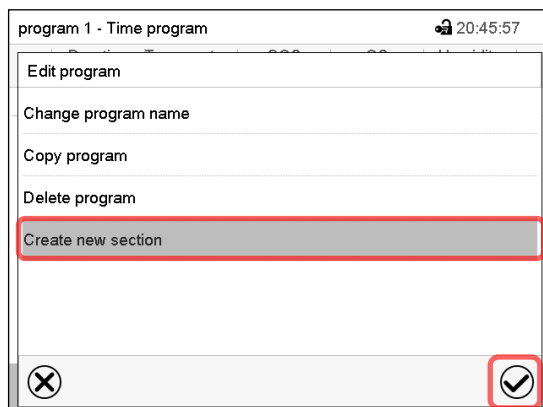 program 1 - Time program 20:45:57
Edit program
Change program name
Copy program
Delete program
Create new section